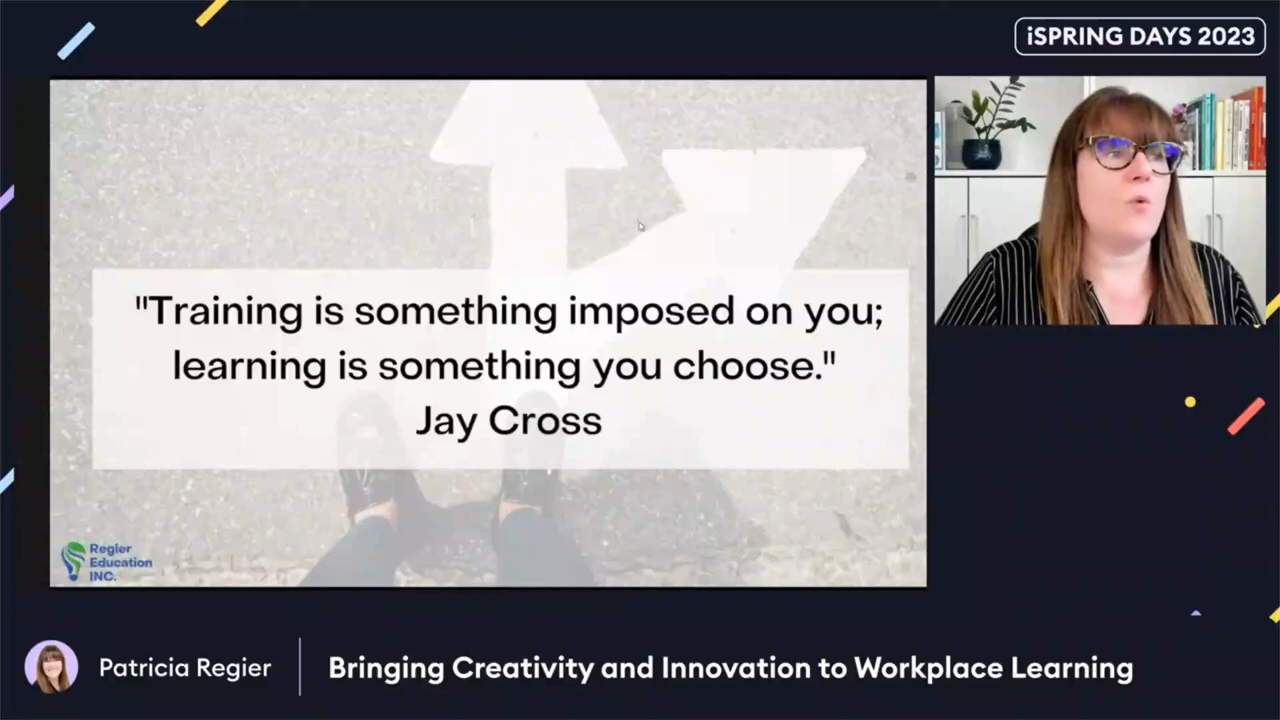 iSPRING DAYS 2023
"Training is something imposed on you;
learning is something you choose."
Jay Cross
Regier
Education
INC.
Patricia Regier
Bringing Creativity and Innovation to Workplace Learning